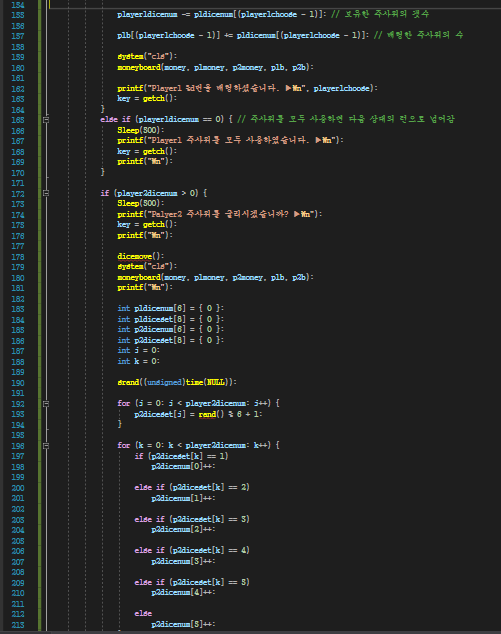 154
155 player1dicenum -= p1dicenum[(player1choose - 1)]; // 보유한 주사위의 갯수
156
157 p1b[(player1choose - 1)] += p1dicenum[(player1choose - 1)]; // 배팅한 주사위의 수
158
159 system("cls");
160 moneyboard(money, p1money, p2money, p1b, p2b);
161
162 printf("Player1 %d번을 배팅하셨습니다. ▶\n", player1choose);
163 key = getch();
164 }
165 else if (player1dicenum == 0) { // 주사위를 모두 사용하면 다음 상대의 턴으로 넘어감
166 Sleep(500);
167 printf("Player1 주사위를 모두 사용하셨습니다. ▶\n");
168 key = getch();
169 printf("\n");
170 }
171
172 if (player2dicenum > 0) {
173 Sleep(500);
174 printf("Palyer2 주사위를 굴리시겠습니까? ▶\n");
175 key = getch();
176 printf("\n");
177
178 dicemove();
179 system("cls");
180 moneyboard(money, p1money, p2money, p1b, p2b);
181 printf("\n");
182
183 int p1dicenum[6] = { 0 };
184 int p1diceset[8] = { 0 };
185 int p2dicenum[6] = { 0 };
186 int p2diceset[8] = { 0 };
187 int j = 0;
188 int k = 0;
189
190 srand((unsigned)time(NULL));
191
192 for (j = 0; j < player2dicenum; j++) {
193 p2diceset[j] = rand() % 6 + 1;
194 }
195
196 for (k = 0; k < player2dicenum; k++) {
197 if (p2diceset[k] == 1)
198 p2dicenum[0]++;
199
200 else if (p2diceset[k] == 2)
201 p2dicenum[1]++;
202
203 else if (p2diceset[k] == 3)
204 p2dicenum[2]++;
205
206 else if (p2diceset[k] == 4)
207 p2dicenum[3]++;
208
209 else if (p2diceset[k] == 5)
210 p2dicenum[4]++;
211
212 else
213 p2dicenum[5]++;